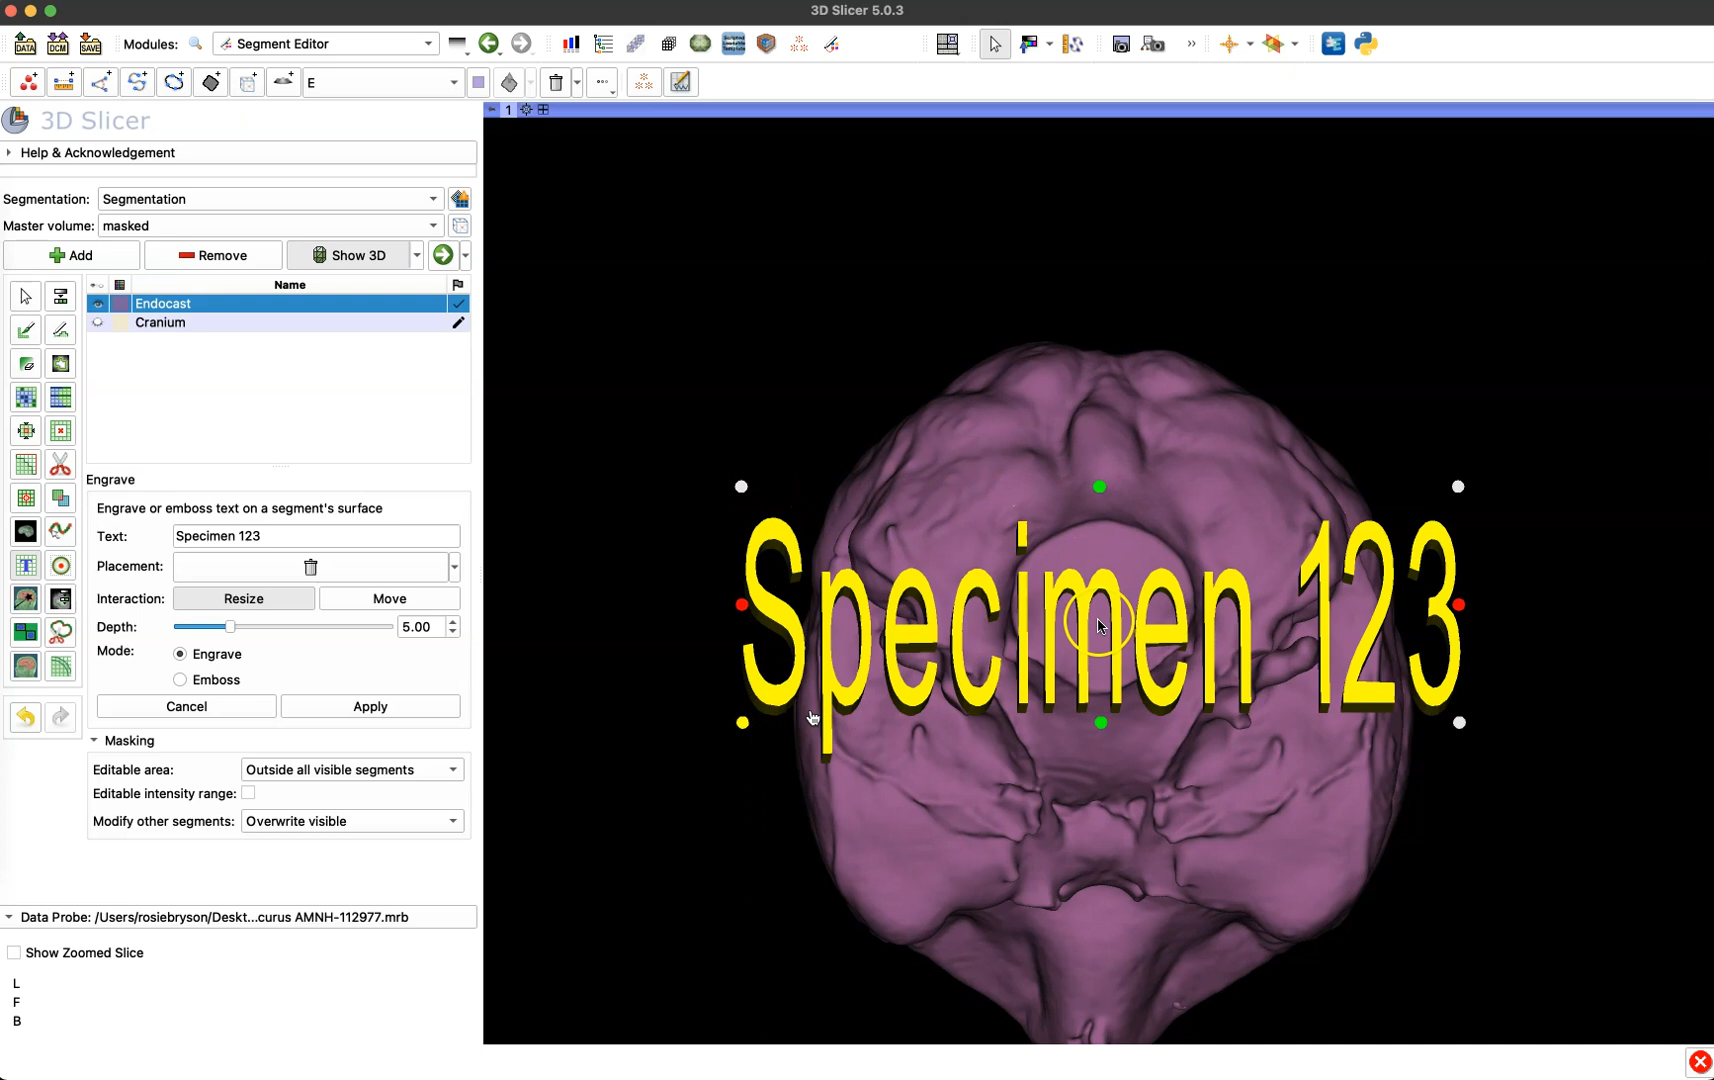 3D Slicer 5.0.3
DATA
DCM
SAVE
Modules:
Segment Editor
»
E
1
3D Slicer
Help & Acknowledgement
Segmentation:
Segmentation
Master volume:
masked
Add
Remove
Show 3D
Name
Endocast
Cranium
Engrave
Engrave or emboss text on a segment's surface
Text:
Specimen 123
Placement:
Interaction:
Resize
Move
Depth:
5.00
Mode:
Engrave
Emboss
Cancel
Apply
Masking
Editable area:
Outside all visible segments
Editable intensity range:
Modify other segments:
Overwrite visible
Data Probe: /Users/rosiebryson/Deskt...curus AMNH-112977.mrb
Show Zoomed Slice
L
F
B
Specimen 123